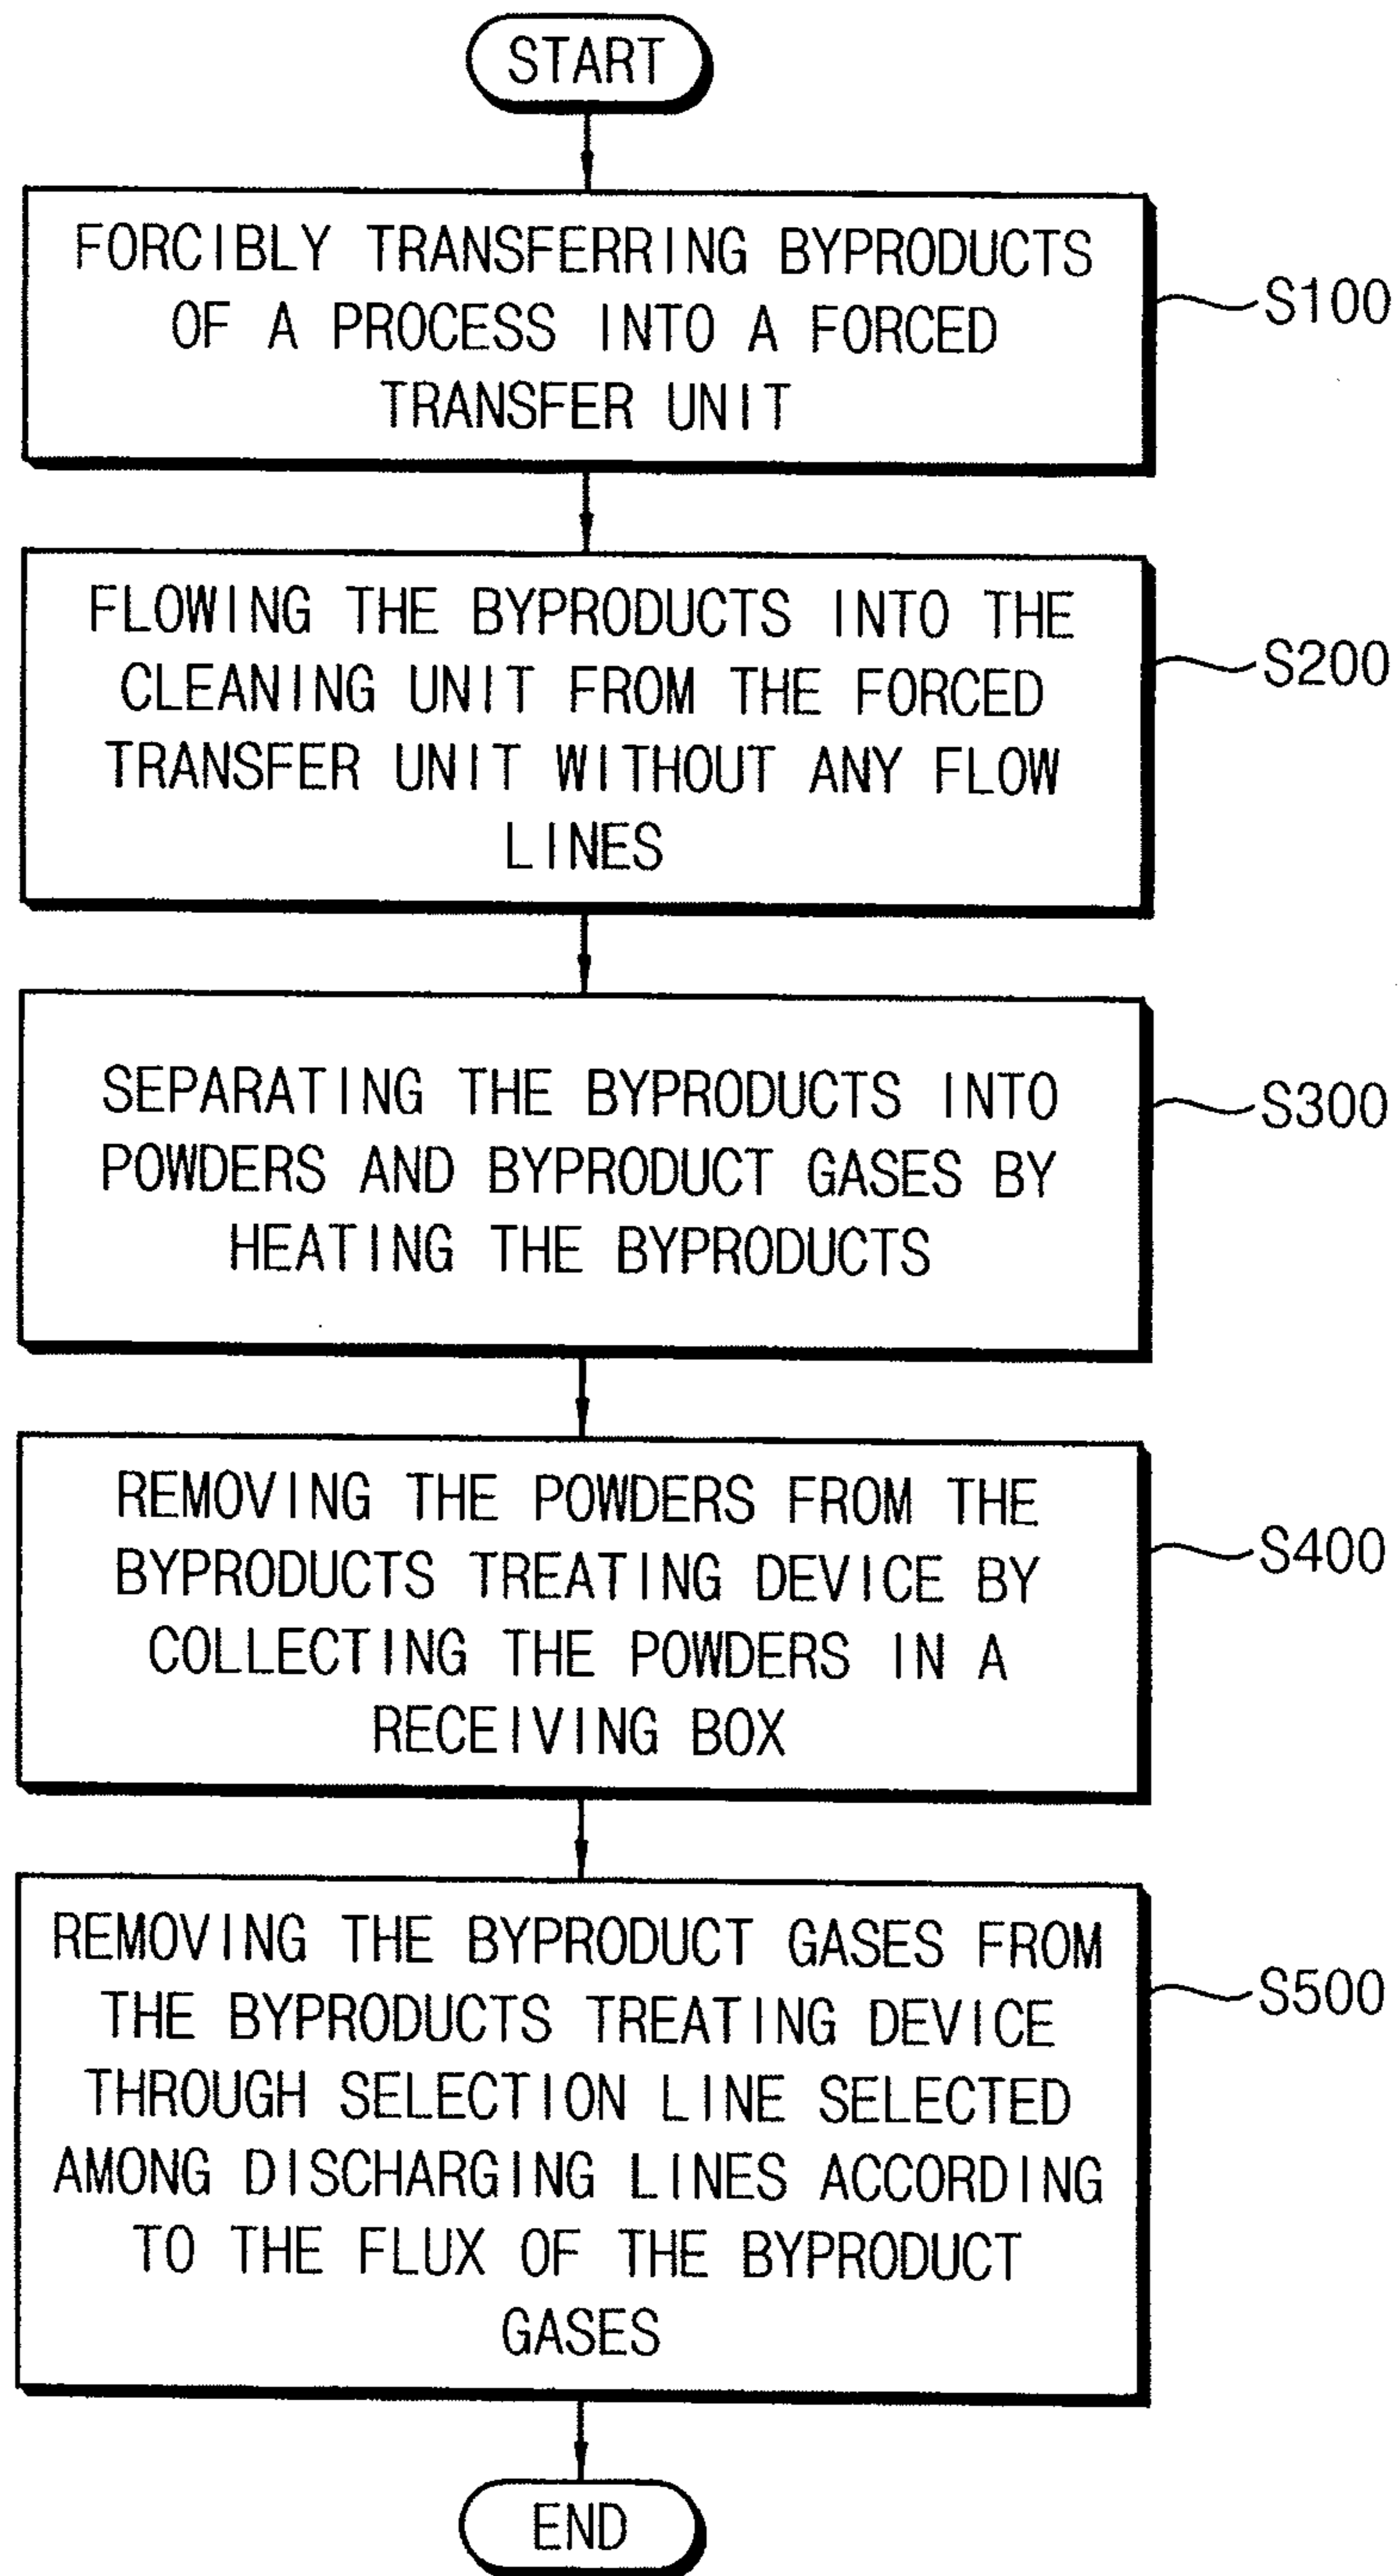 START
FORCIBLY TRANSFERRING BYPRODUCTS
OF A PROCESS INTO A FORCED
TRANSFER UNIT
S100
FLOWING THE BYPRODUCTS INTO THE
CLEANING UNIT FROM THE FORCED
TRANSFER UNIT WITHOUT ANY FLOW
LINES
S200
SEPARATING THE BYPRODUCTS INTO
POWDERS AND BYPRODUCT GASES BY
HEATING THE BYPRODUCTS
S300
REMOVING THE POWDERS FROM THE
BYPRODUCTS TREATING DEVICE BY
COLLECTING THE POWDERS IN A
RECEIVING BOX
S400
REMOVING THE BYPRODUCT GASES FROM
THE BYPRODUCTS TREATING DEVICE
THROUGH SELECTION LINE SELECTED
AMONG DISCHARGING LINES ACCORDING
TO THE FLUX OF THE BYPRODUCT
GASES
S500
END